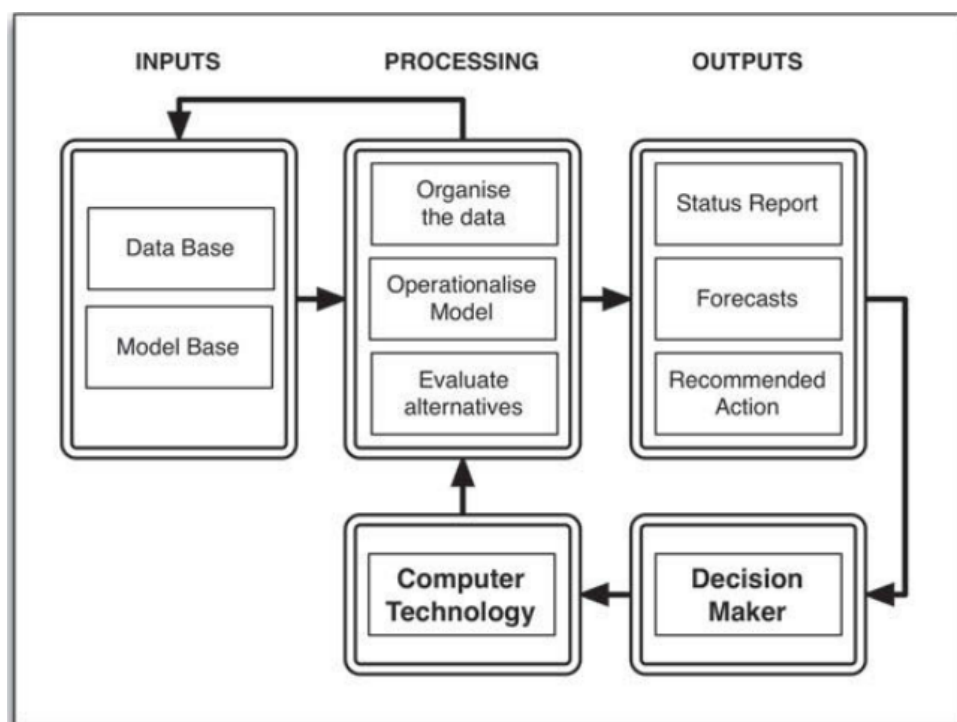 INPUTS
PROCESSING
OUTPUTS
Data Base
Model Base
Organise
the data
Operationalise
Model
Evaluate
alternatives
Status Report
Forecasts
Recommended
Action
Computer
Technology
Decision
Maker